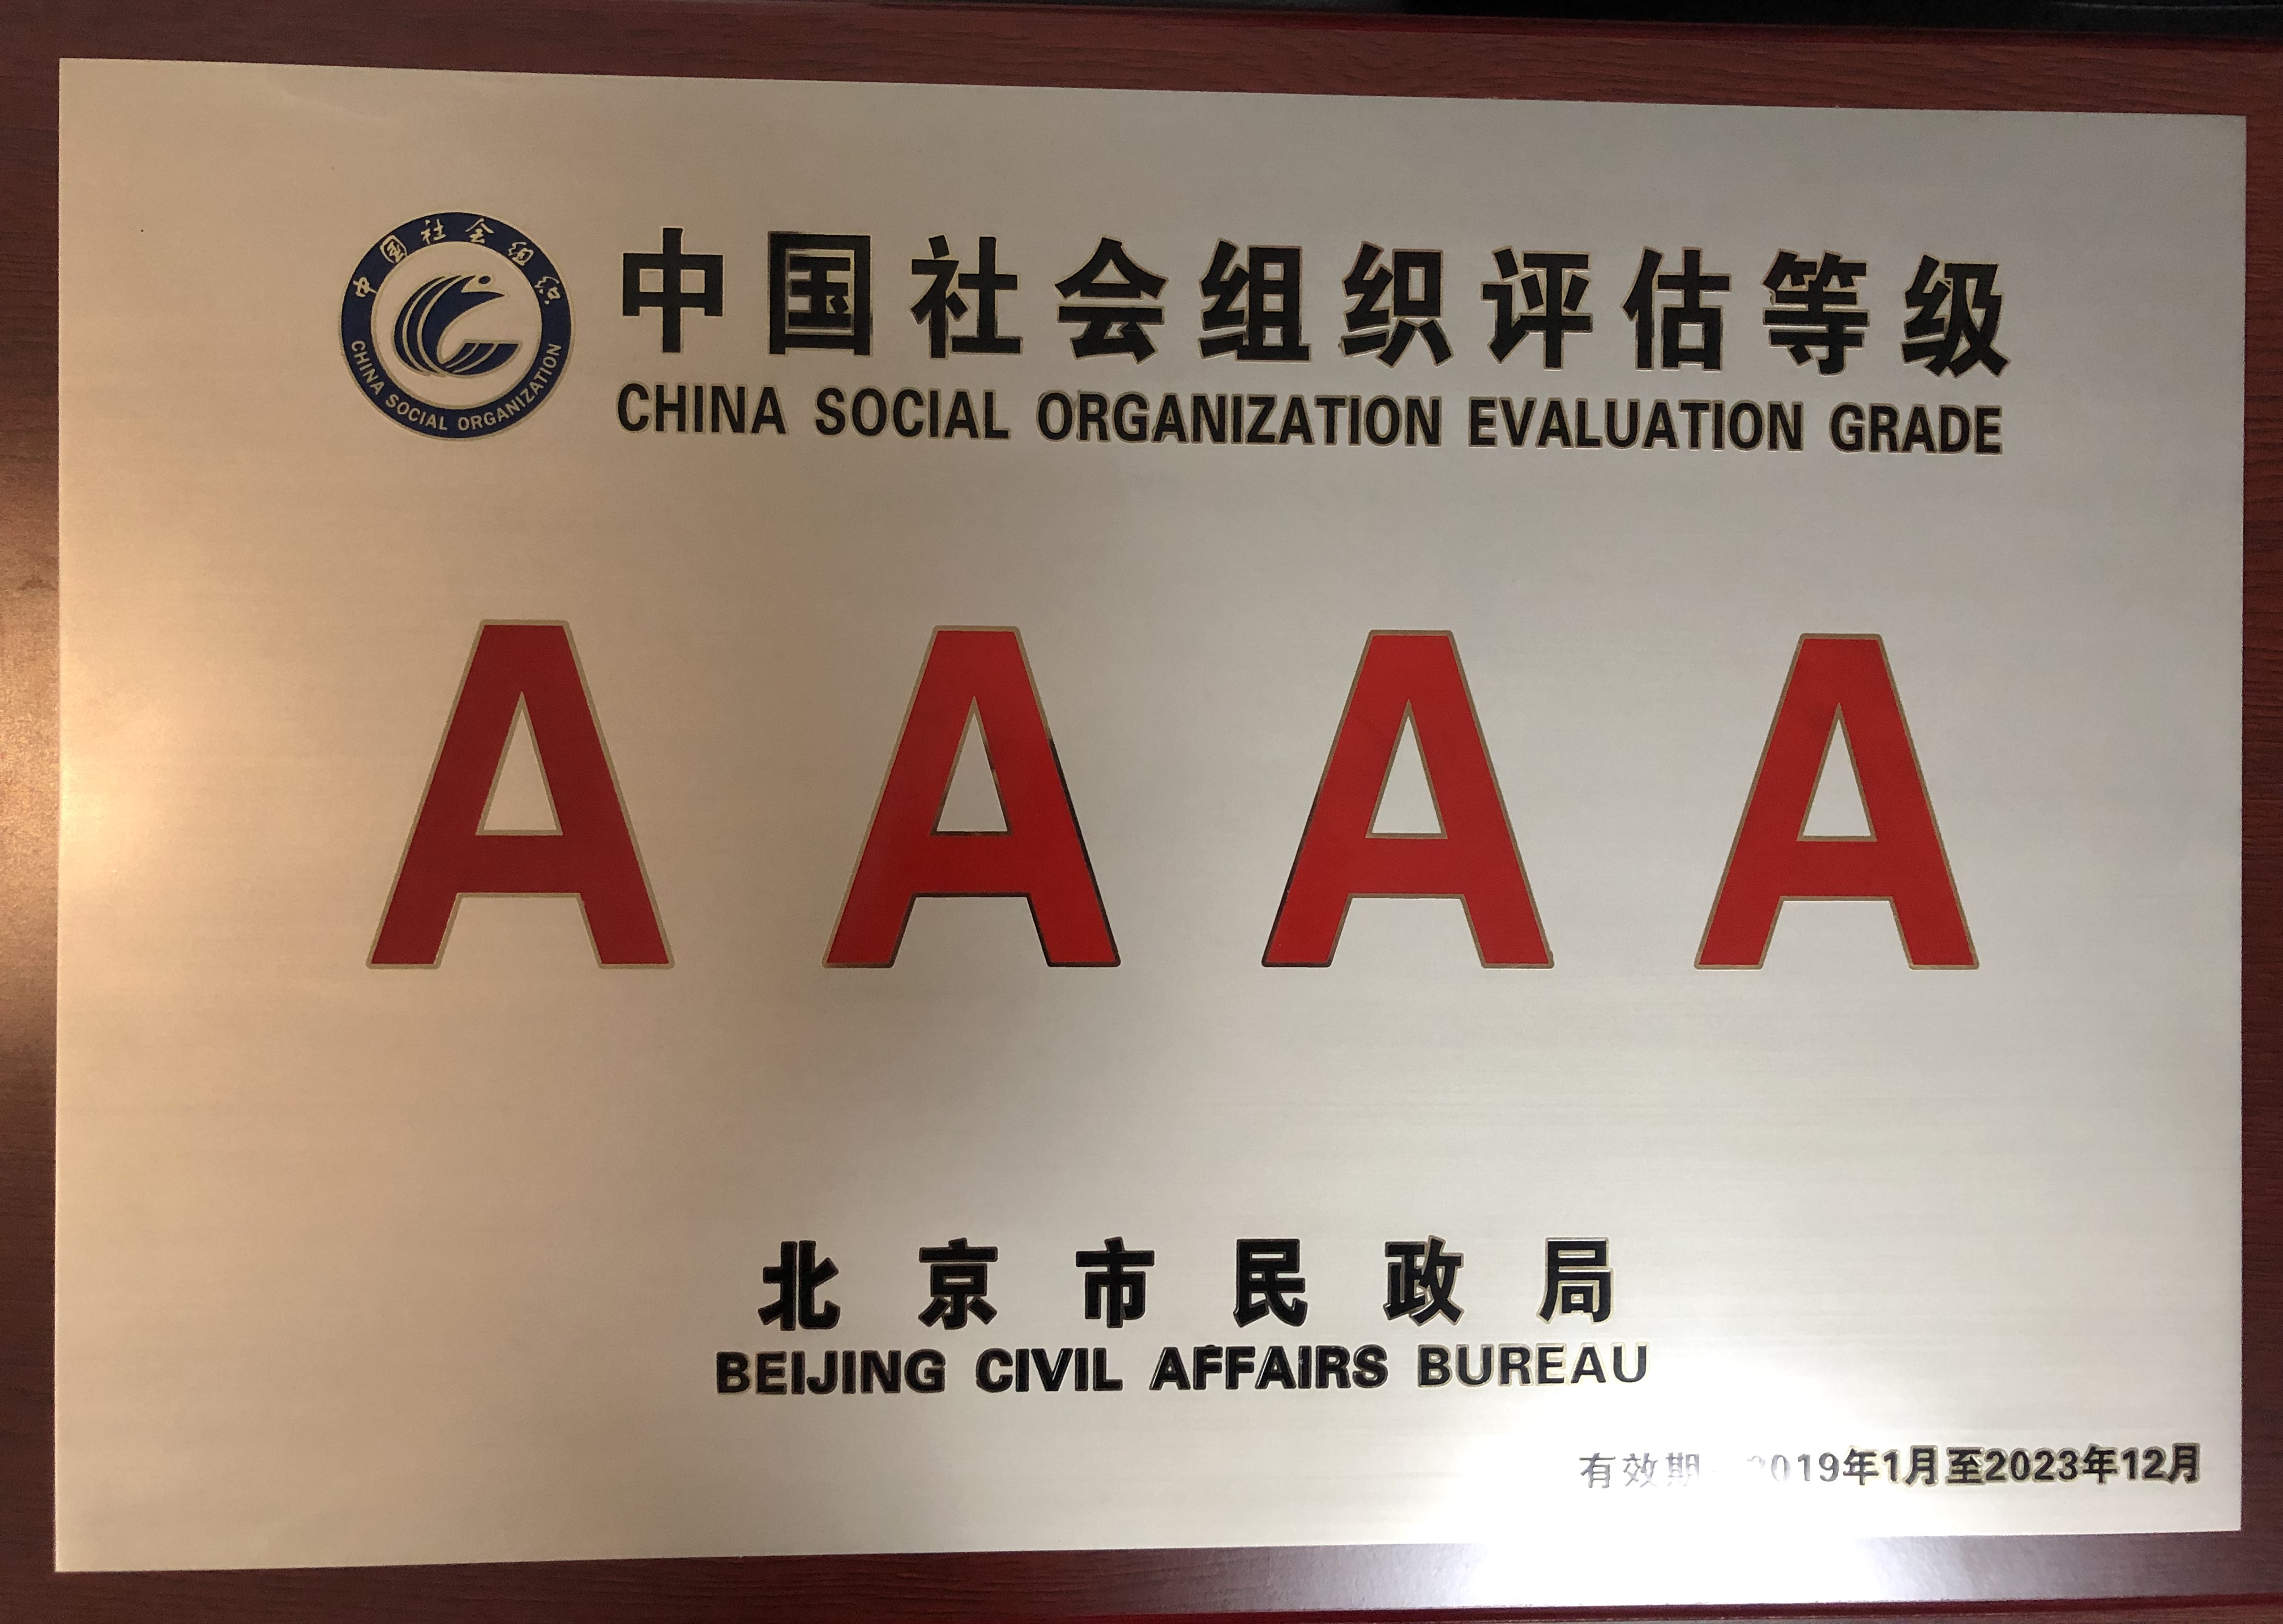 中国社会组织
CHINA SOCIAL ORGANIZATION
中国社会组织评估等级
CHINA SOCIAL ORGANIZATION EVALUATION GRADE
A A A A
北京市民政局
BEIJING CIVIL AFFAIRS BUREAU
有效期 2019年1月至2023年12月